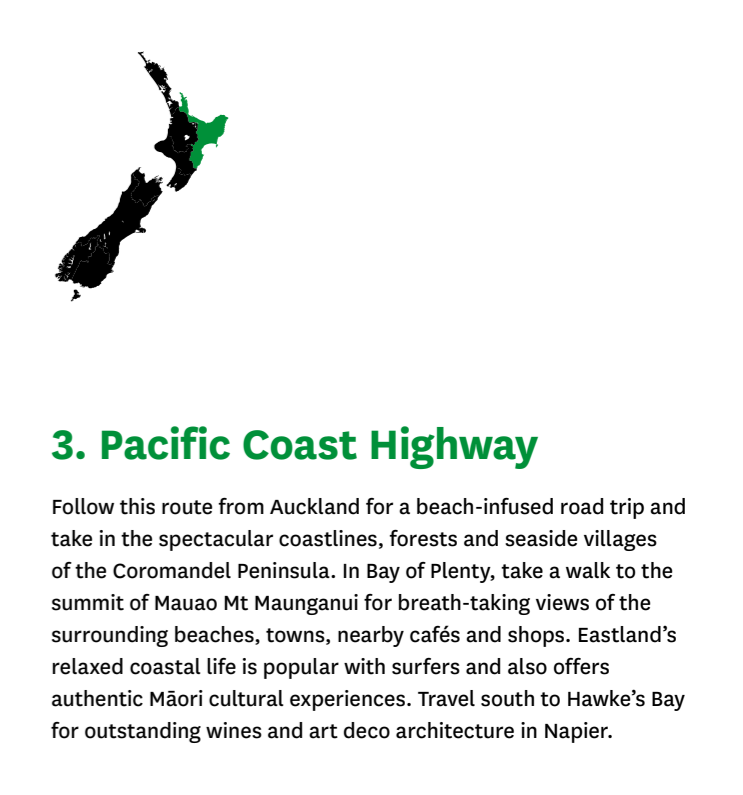 3. Pacific Coast Highway
Follow this route from Auckland for a beach-infused road trip and
take in the spectacular coastlines, forests and seaside villages
of the Coromandel Peninsula. In Bay of Plenty, take a walk to the
summit of Mauao Mt Maunganui for breath-taking views of the
surrounding beaches, towns, nearby cafés and shops. Eastland’s
relaxed coastal life is popular with surfers and also offers
authentic Māori cultural experiences. Travel south to Hawke’s Bay
for outstanding wines and art deco architecture in Napier.